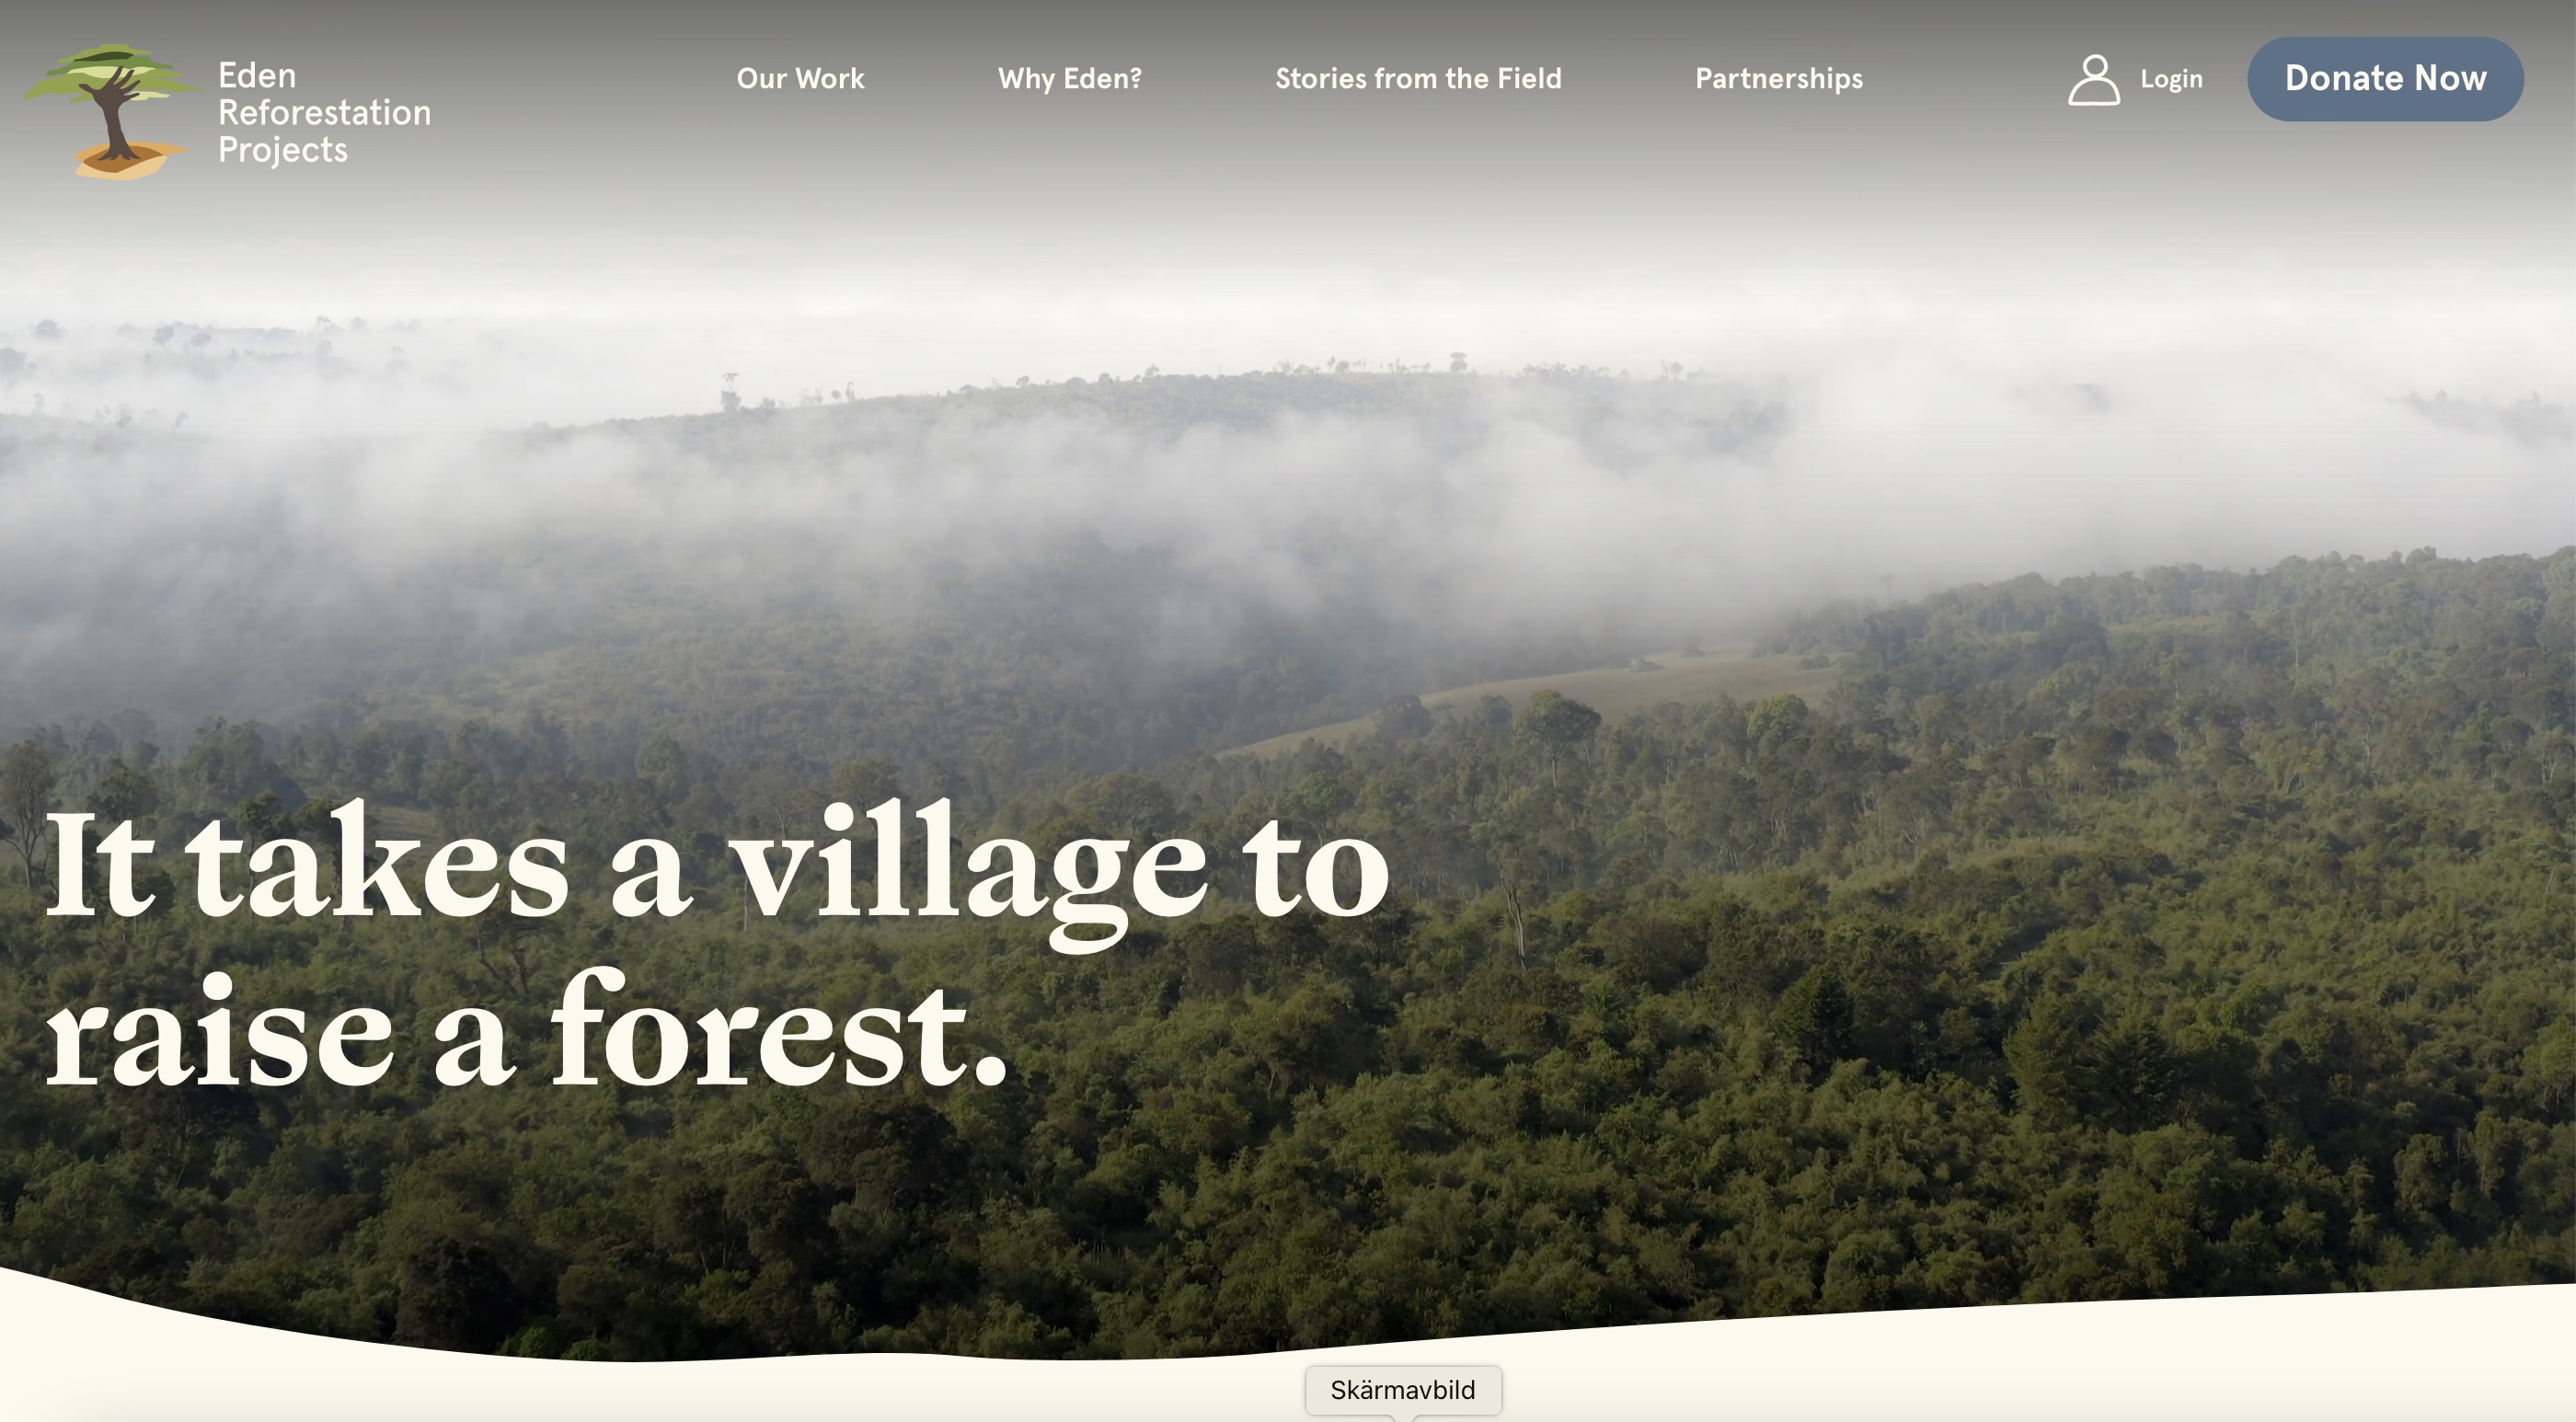 Eden
Reforestation
Projects
Our Work
Why Eden?
Stories from the Field
Partnerships
Login
Donate Now
It takes a village to
raise a forest.
Skärmavbild